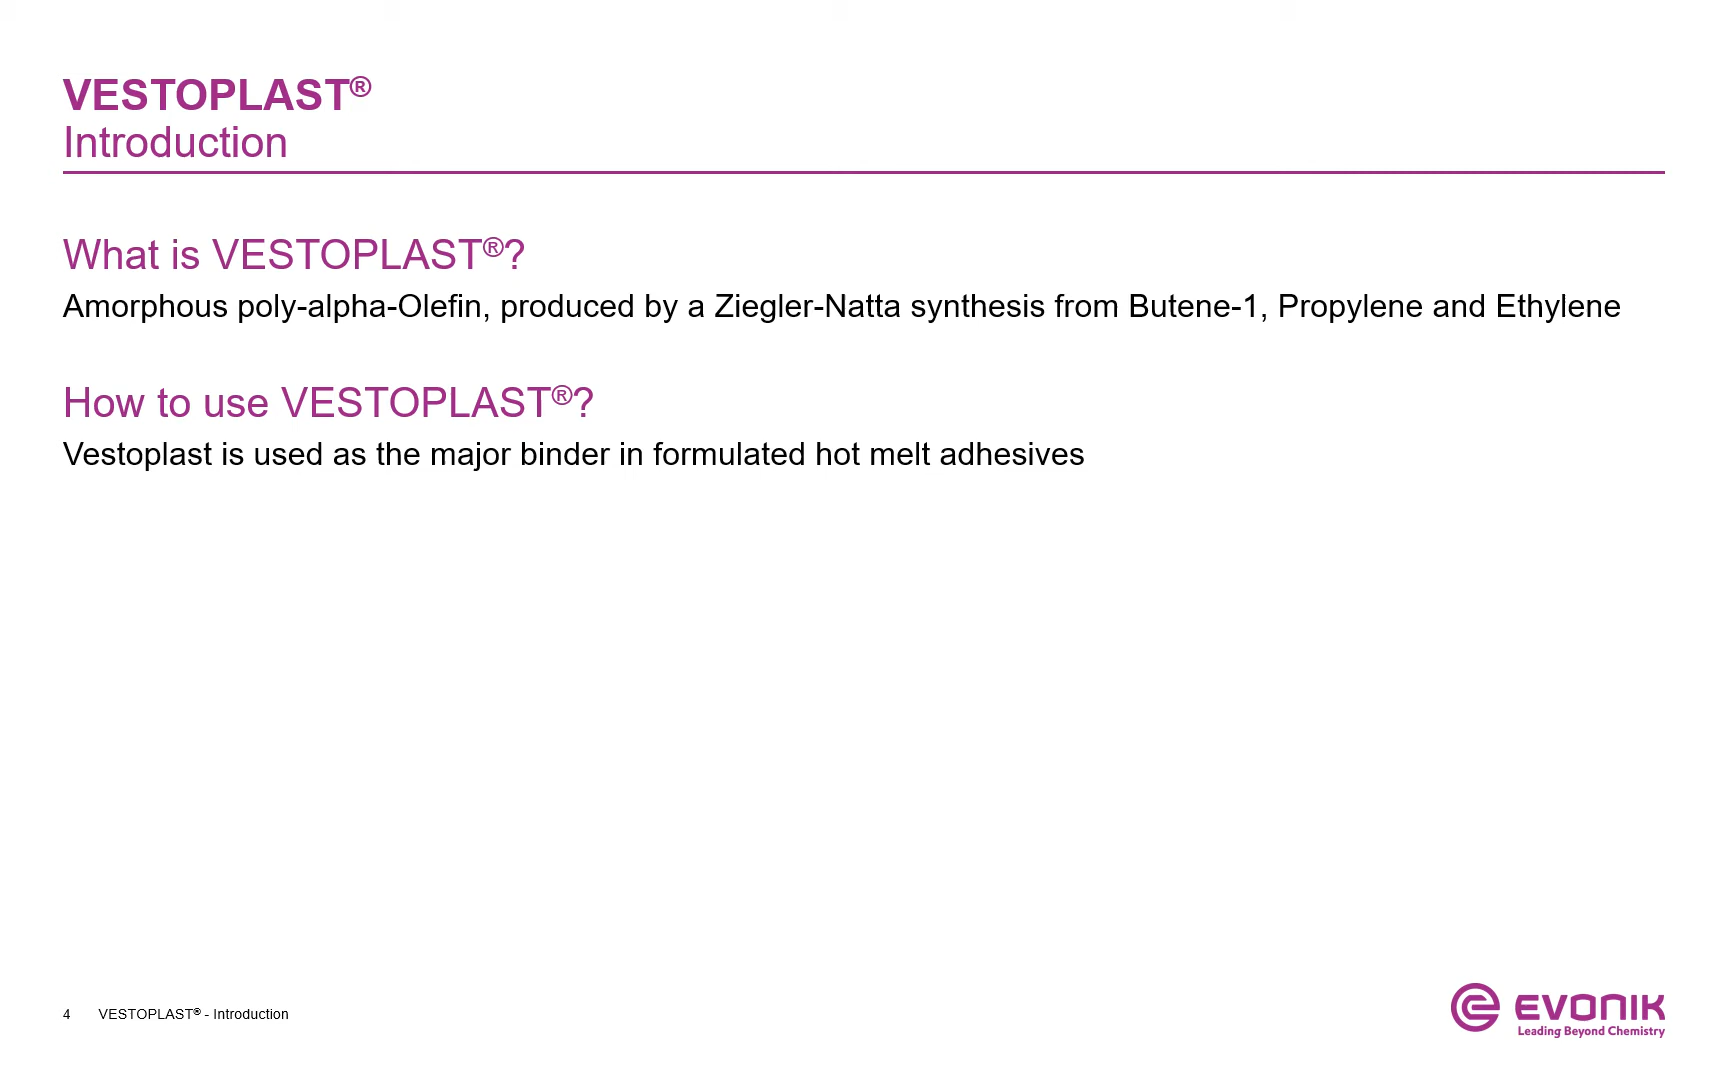 VESTOPLAST®
Introduction
What is VESTOPLAST®?
Amorphous poly-alpha-Olefin, produced by a Ziegler-Natta synthesis from Butene-1, Propylene and Ethylene
How to use VESTOPLAST®?
Vestoplast is used as the major binder in formulated hot melt adhesives
4 VESTOPLAST® - Introduction
EVONIK
Leading Beyond Chemistry